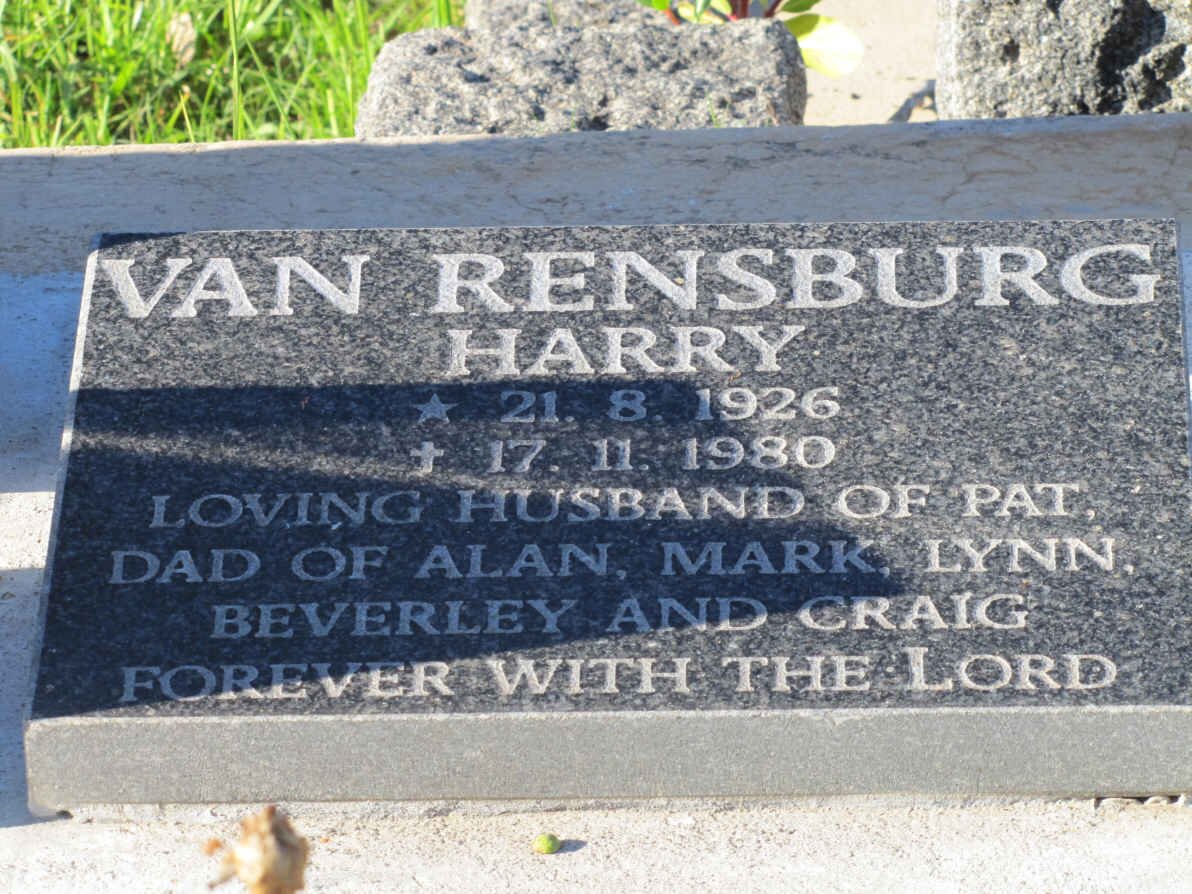 VAN RENSBURG
HARRY
★ 21. 8. 1926
✝ 17. 11. 1980
LOVING HUSBAND OF PAT,
DAD OF ALAN, MARK, LYNN,
BEVERLEY AND CRAIG
FOREVER WITH THE LORD